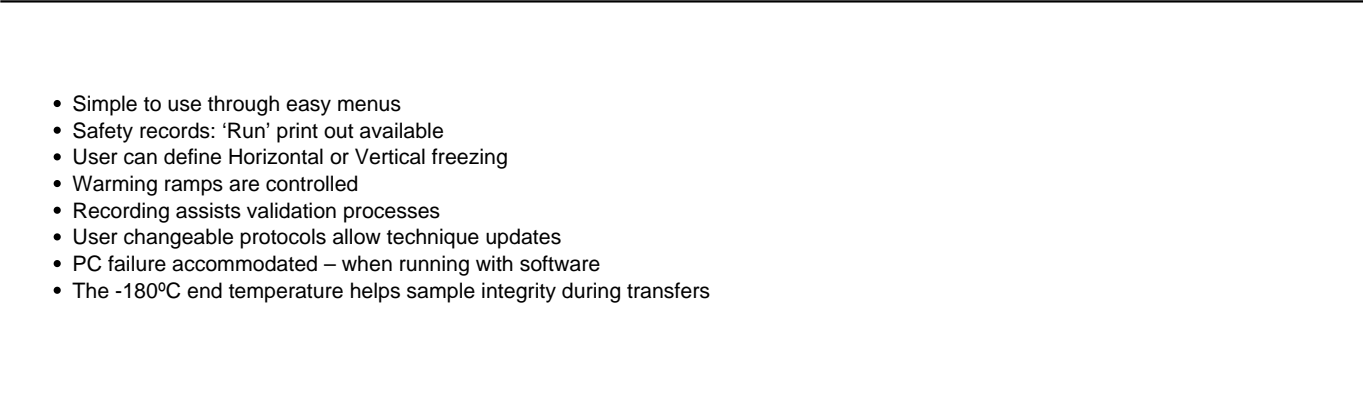 • Simple to use through easy menus
• Safety records: ‘Run’ print out available
• User can define Horizontal or Vertical freezing
• Warming ramps are controlled
• Recording assists validation processes
• User changeable protocols allow technique updates
• PC failure accommodated – when running with software
• The -180ºC end temperature helps sample integrity during transfers